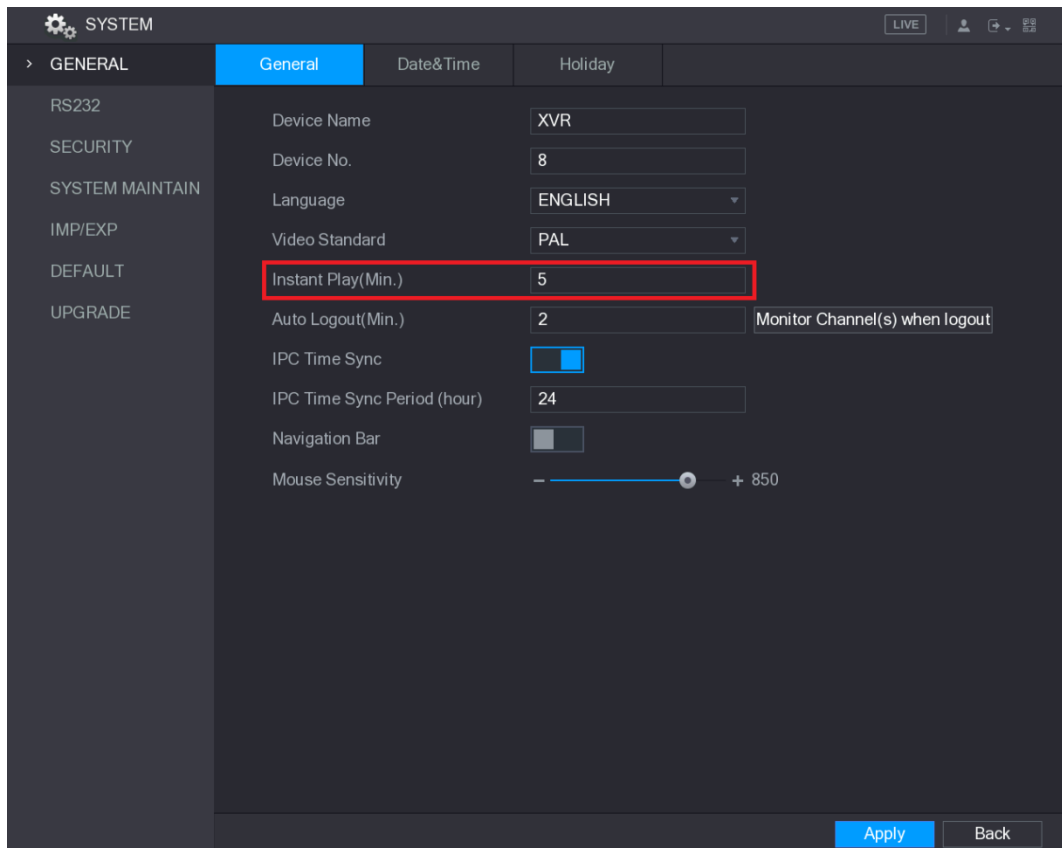 SYSTEM
LIVE
GENERAL
General Date&Time Holiday
RS232
SECURITY
SYSTEM MAINTAIN
IMP/EXP
DEFAULT
UPGRADE
Device Name XVR
Device No. 8
Language ENGLISH
Video Standard PAL
Instant Play(Min.) 5
Auto Logout(Min.) 2 Monitor Channel(s) when logout
IPC Time Sync
IPC Time Sync Period (hour) 24
Navigation Bar
Mouse Sensitivity − + 850
Apply Back